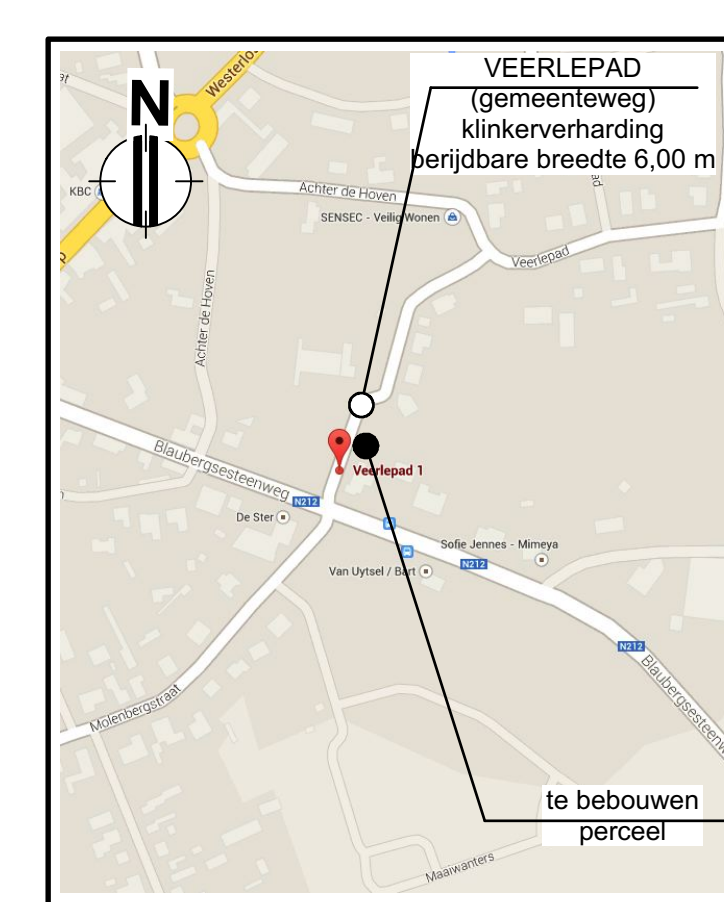 VEERLEPAD
(gemeenteweg)
klinkerverharding
berijdbare breedte 6,00 m
N
KBC
Achter de Hoven
SENSEC - Veilig Wonen
Veerlepad
Achter de Hoven
Blaubergsesteenweg
Veerlepad 1
N212
De Ster
Sofie Jennes - Mimeya
N212
Van Uytsel / Bart
N212
Blaubergsesteenw
Molenbergstraat
te bebouwen
perceel
Maaiwanters